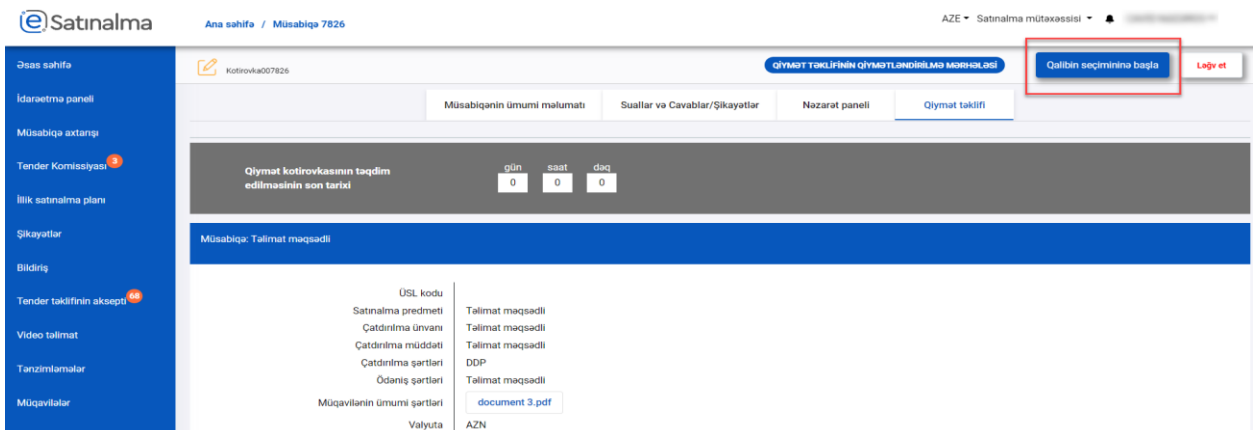 eSatınalma
Ana səhifə / Müsabiqə 7826
AZE
Satınalma mütəxəssisi
Əsas səhifə
İdarəetmə paneli
Müsabiqə axtarışı
Tender Komissiyası 3
İllik satınalma planı
Şikayətlər
Bildiriş
Tender təklifinin aksepti 68
Video təlimat
Tənzimləmələr
Müqavilələr
Kotirovka007826
QİYMƏT TƏKLİFİNİN QİYMƏTLƏNDİRİLMƏ MƏRHƏLƏSİ
Qalibin seçimininə başla
Ləğv et
Müsabiqənin ümumi məlumatı
Suallar və Cavablar/Şikayətlər
Nəzarət paneli
Qiymət təklifi
Qiymət kotirovkasının təqdim
edilməsinin son tarixi
gün saat dəq
0 0 0
Müsabiqə: Təlimat məqsədli
ÜSL kodu
Satınalma predmeti Təlimat məqsədli
Çatdırılma ünvanı Təlimat məqsədli
Çatdırılma müddəti Təlimat məqsədli
Çatdırılma şərtləri DDP
Ödəniş şərtləri Təlimat məqsədli
Müqavilənin ümumi şərtləri document 3.pdf
Valyuta AZN